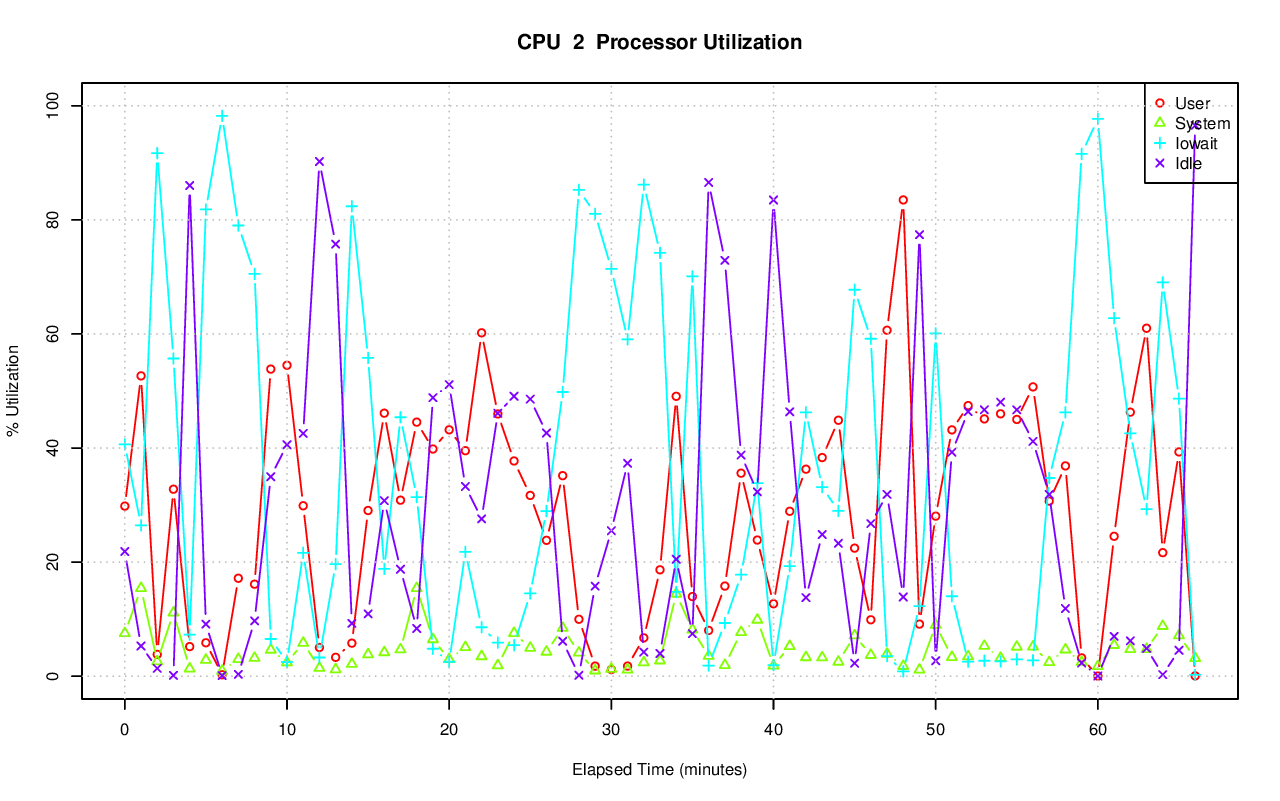 CPU  2  Processor Utilization
% Utilization
100
80
60
40
20
0
User
System
Iowait
Idle
0 10 20 30 40 50 60
Elapsed Time (minutes)